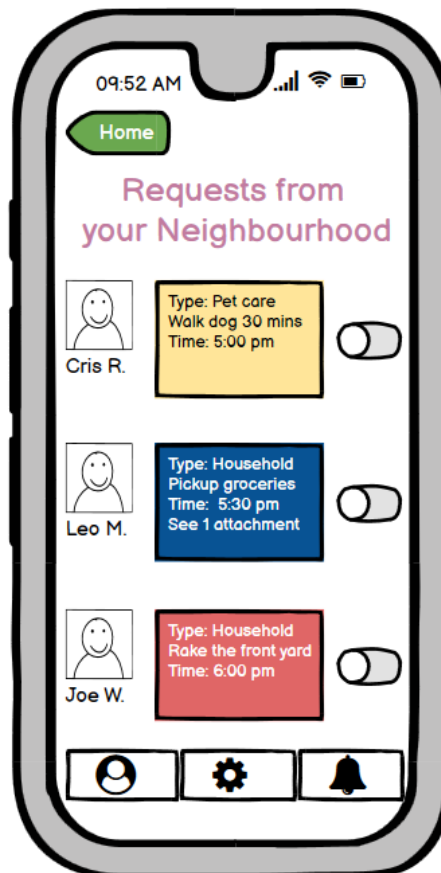 09:52 AM
Home
Requests from
your Neighbourhood
Type: Pet care
Walk dog 30 mins
Time: 5:00 pm
Cris R.
Type: Household
Pickup groceries
Time: 5:30 pm
See 1 attachment
Leo M.
Type: Household
Rake the front yard
Time: 6:00 pm
Joe W.